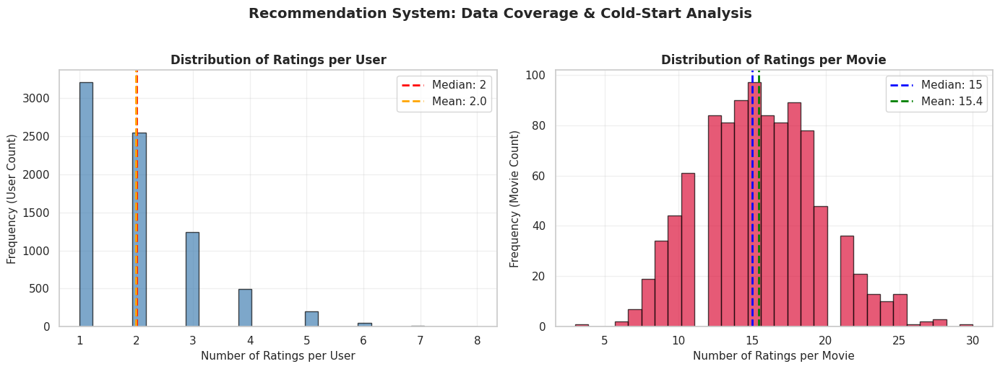 Recommendation System: Data Coverage & Cold-Start Analysis
Distribution of Ratings per User
Frequency (User Count)
3000
2500
2000
1500
1000
500
0
Median: 2
Mean: 2.0
1 2 3 4 5 6 7 8
Number of Ratings per User
Distribution of Ratings per Movie
Frequency (Movie Count)
100
80
60
40
20
0
Median: 15
Mean: 15.4
5 10 15 20 25 30
Number of Ratings per Movie